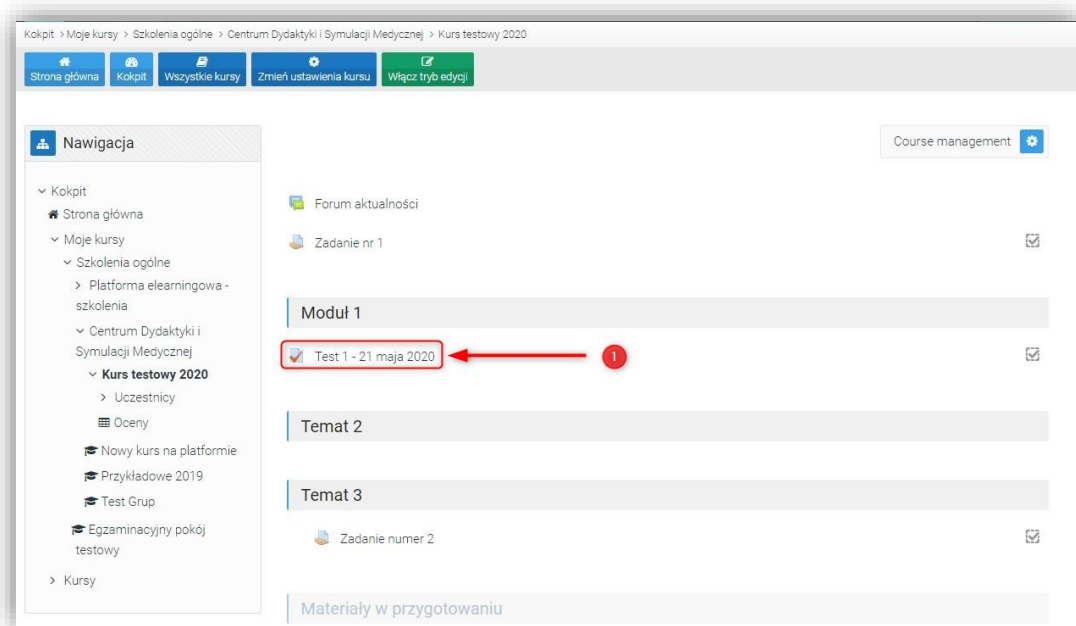 Kokpit > Moje kursy > Szkolenia ogólne > Centrum Dydaktyki i Symulacji Medycznej > Kurs testowy 2020
Strona główna Kokpit Wszystkie kursy Zmień ustawienia kursu Włącz tryb edycji
Nawigacja
Kokpit
Strona główna
Moje kursy
Szkolenia ogólne
Platforma elearningowa -
szkolenia
Centrum Dydaktyki i
Symulacji Medycznej
Kurs testowy 2020
Uczestnicy
Oceny
Nowy kurs na platformie
Przykładowe 2019
Test Grup
Egzaminacyjny pokój
testowy
Kursy
Course management
Forum aktualności
Zadanie nr 1
Moduł 1
Test 1 - 21 maja 2020
1
Temat 2
Temat 3
Zadanie numer 2
Materiały w przygotowaniu